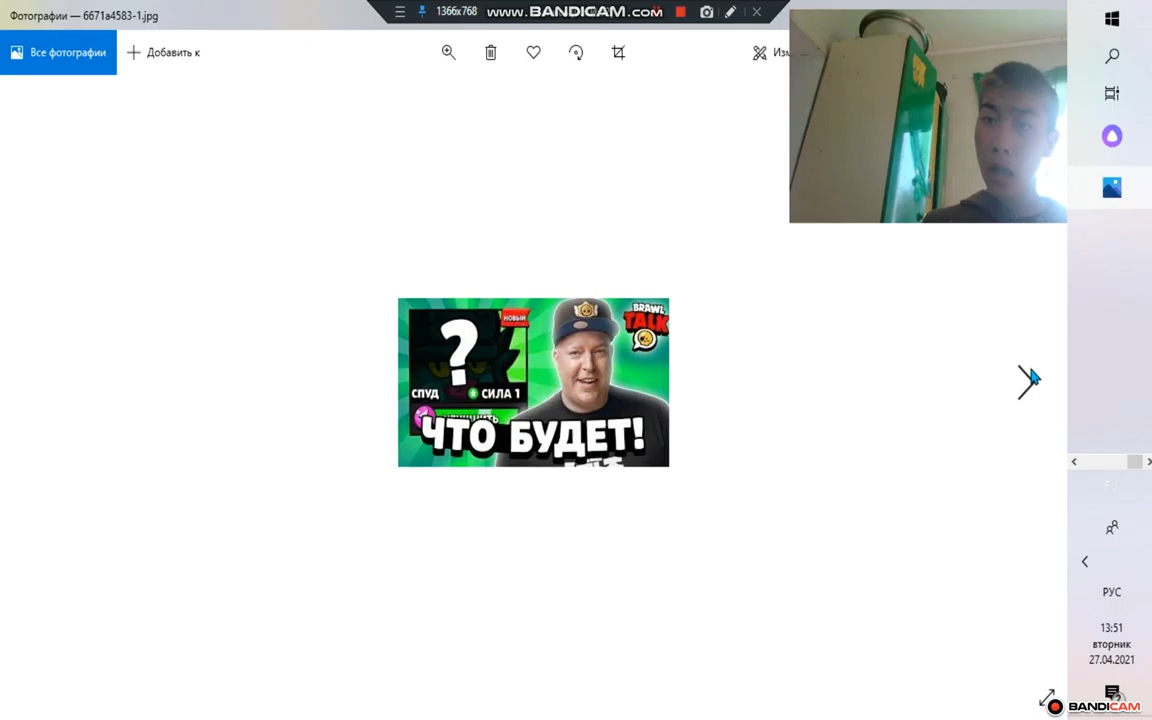 Фотографии — 6671a4583-1.jpg
1366x768
www.BANDICAM.com
Все фотографии
Добавить к
BRAWL
TALK
НОВЫЙ
СПУД
СИЛА 1
ЧТО БУДЕТ!
РУС
13:51
вторник
27.04.2021
BANDICAM